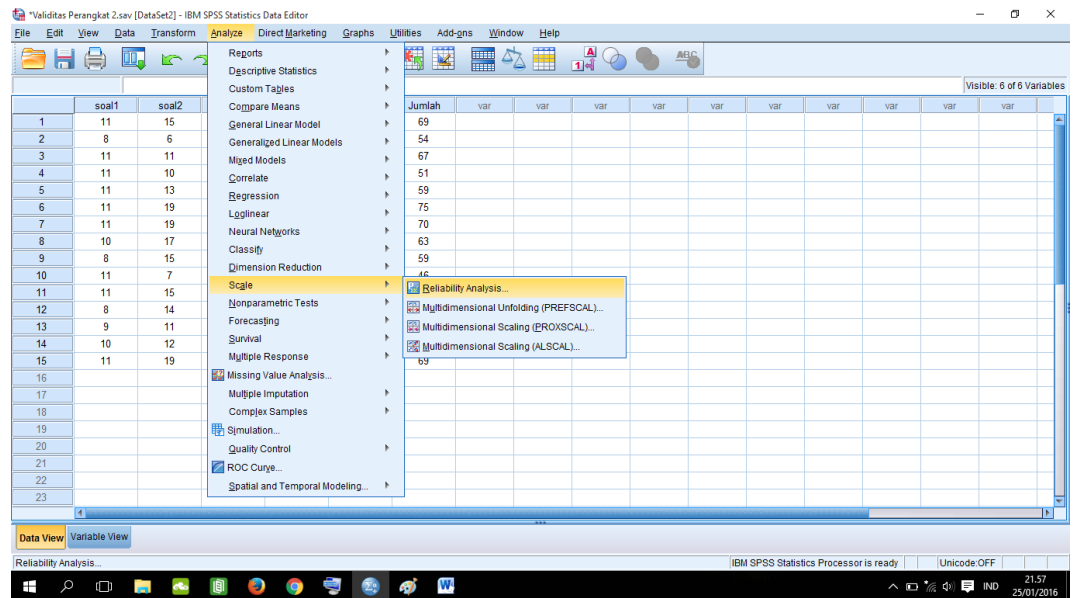 *Validitas Perangkat 2.sav [DataSet2] - IBM SPSS Statistics Data Editor
File Edit View Data Transform Analyze Direct Marketing Graphs Utilities Add-ons Window Help
Visible: 6 of 6 Variables
soal1 soal2 Jumlah var var var var var var var var var var
1 11 15 69
2 8 6 54
3 11 11 67
4 11 10 51
5 11 13 59
6 11 19 75
7 11 19 70
8 10 17 63
9 8 15 59
10 11 7 46
11 11 15
12 8 14
13 9 11
14 10 12
15 11 19 69
16
17
18
19
20
21
22
23
Reports
Descriptive Statistics
Custom Tables
Compare Means
General Linear Model
Generalized Linear Models
Mixed Models
Correlate
Regression
Loglinear
Neural Networks
Classify
Dimension Reduction
Scale
Nonparametric Tests
Forecasting
Survival
Multiple Response
Missing Value Analysis...
Multiple Imputation
Complex Samples
Simulation...
Quality Control
ROC Curve...
Spatial and Temporal Modeling...
Reliability Analysis...
Multidimensional Unfolding (PREFSCAL)...
Multidimensional Scaling (PROXSCAL)...
Multidimensional Scaling (ALSCAL)...
Data View Variable View
Reliability Analysis... IBM SPSS Statistics Processor is ready Unicode:OFF
IND 21.57
25/01/2016